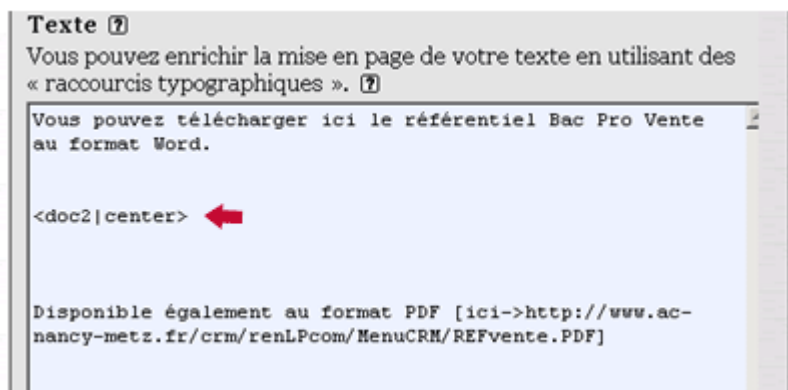 Texte ?
Vous pouvez enrichir la mise en page de votre texte en utilisant des
« raccourcis typographiques ». ?
Vous pouvez télécharger ici le référentiel Bac Pro Vente
au format Word.
<doc2|center>
Disponible également au format PDF [ici->http://www.ac-
nancy-metz.fr/crm/renLPcom/MenuCRM/REFvente.PDF]